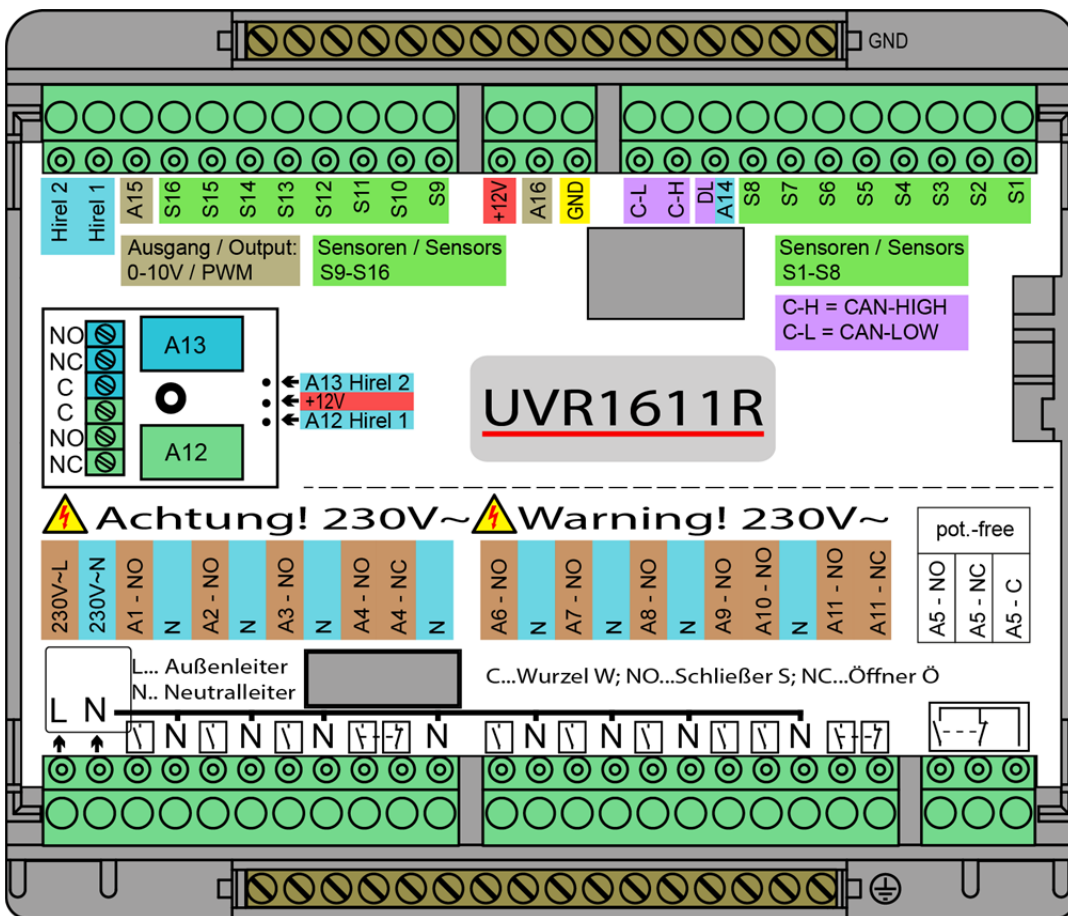 GND
Hirel 2 Hirel 1 A15 S16 S15 S14 S13 S12 S11 S10 S9 +12V A16 GND C-L C-H DL A14 S8 S7 S6 S5 S4 S3 S2 S1
Ausgang / Output:
0-10V / PWM
Sensoren / Sensors
S9-S16
Sensoren / Sensors
S1-S8
C-H = CAN-HIGH
C-L = CAN-LOW
NO
NC
C
C
NO
NC
A13
A12
A13 Hirel 2
+12V
A12 Hirel 1
UVR1611R
Achtung! 230V~
Warning! 230V~
230V~L 230V~N A1 - NO N A2 - NO N A3 - NO N A4 - NO A4 - NC N A6 - NO N A7 - NO N A8 - NO N A9 - NO A10 - NO N A11 - NO A11 - NC
pot.-free
A5 - NO A5 - NC A5 - C
L... Außenleiter
N.. Neutralleiter
C...Wurzel W; NO...Schließer S; NC...Öffner Ö
L N N N N N N N N N